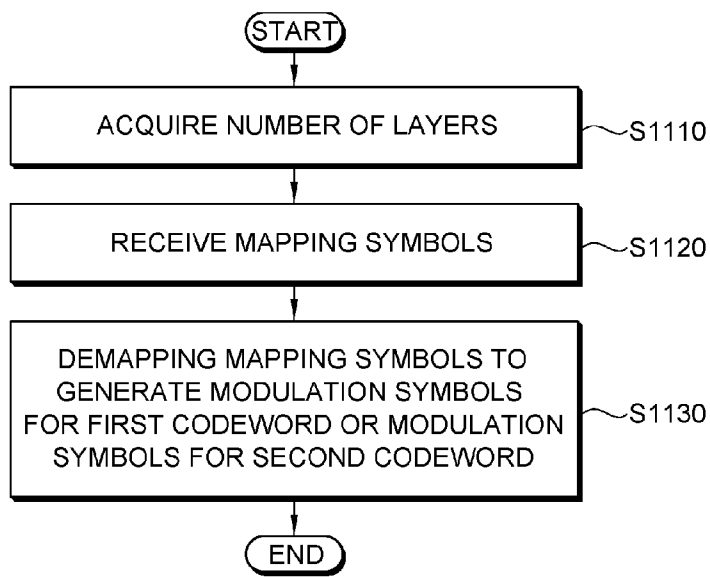 START
ACQUIRE NUMBER OF LAYERS
S1110
RECEIVE MAPPING SYMBOLS
S1120
DEMAPPING MAPPING SYMBOLS TO
GENERATE MODULATION SYMBOLS
FOR FIRST CODEWORD OR MODULATION
SYMBOLS FOR SECOND CODEWORD
S1130
END